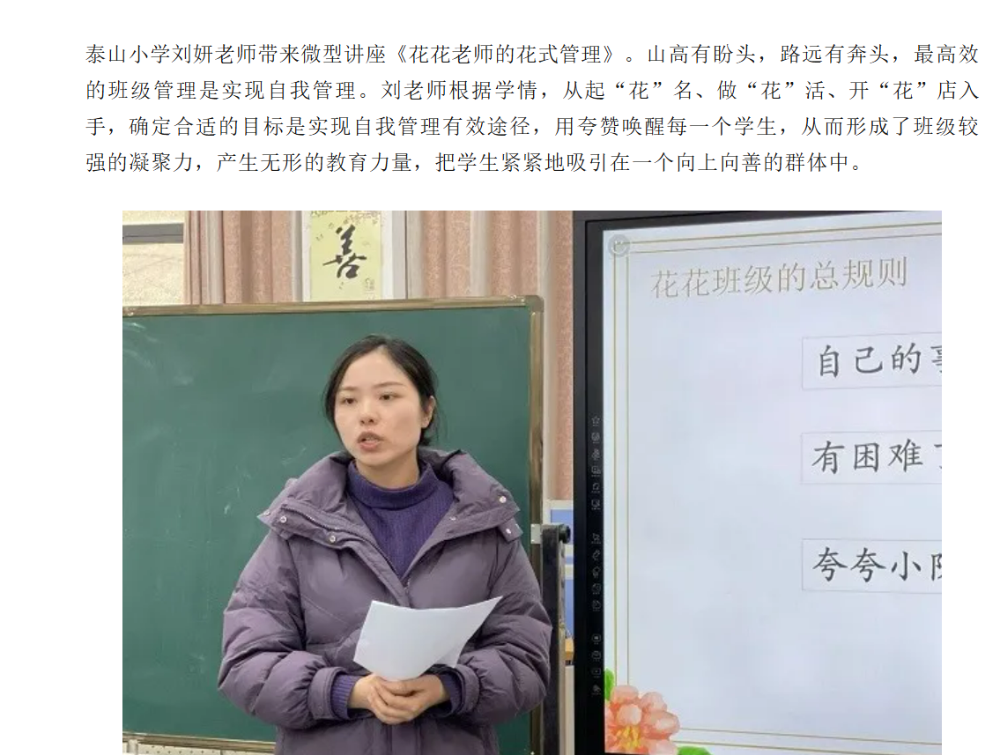 泰山小学刘妍老师带来微型讲座《花花老师的花式管理》。山高有盼头，路远有奔头，最高效
的班级管理是实现自我管理。刘老师根据学情，从起“花”名、做“花”活、开“花”店入
手，确定合适的目标是实现自我管理有效途径，用夸赞唤醒每一个学生，从而形成了班级较
强的凝聚力，产生无形的教育力量，把学生紧紧地吸引在一个向上向善的群体中。
善
花花班级的总规则
自己的
有困难
夸夸小